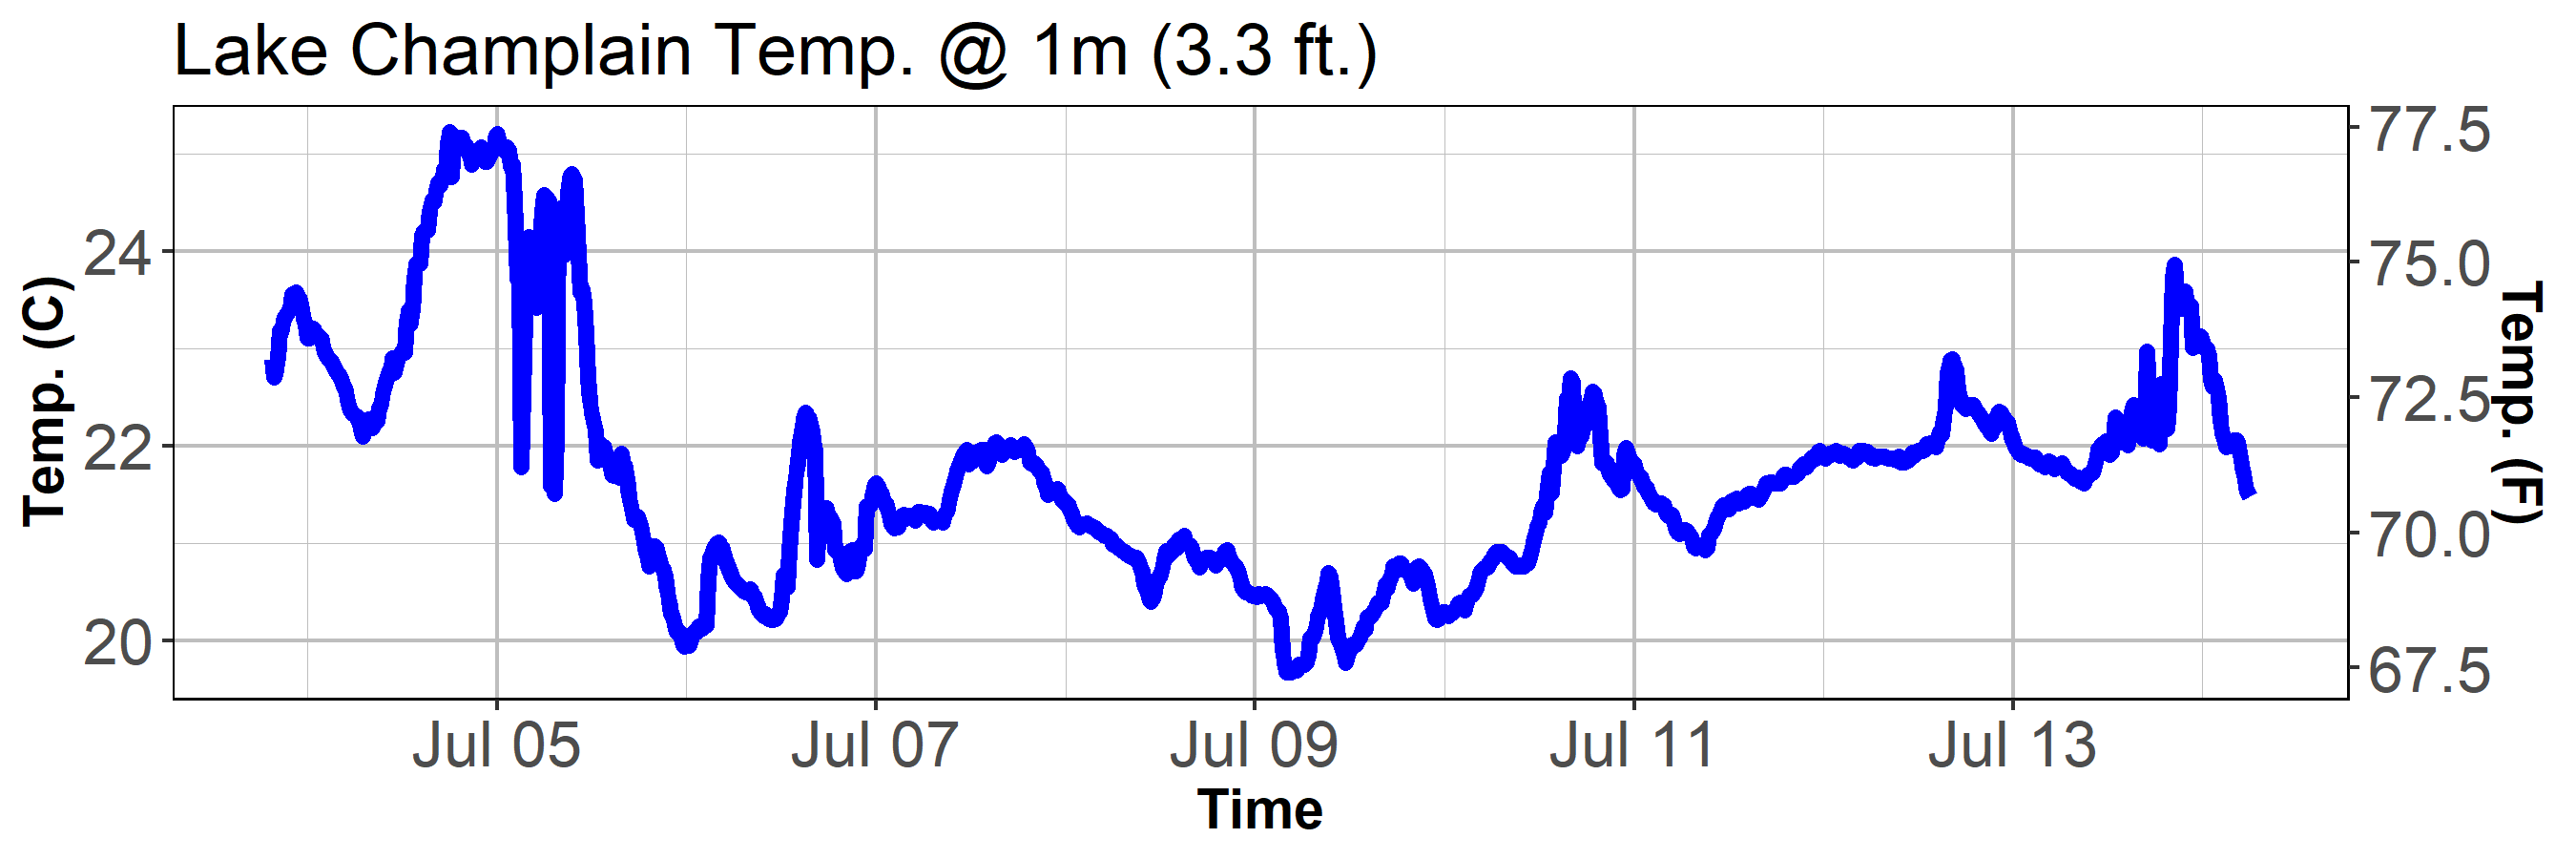 Lake Champlain Temp. @ 1m (3.3 ft.)
Temp. (C)
24
22
20
77.5
75.0
72.5
70.0
67.5
Temp. (F)
Jul 05 Jul 07 Jul 09 Jul 11 Jul 13
Time